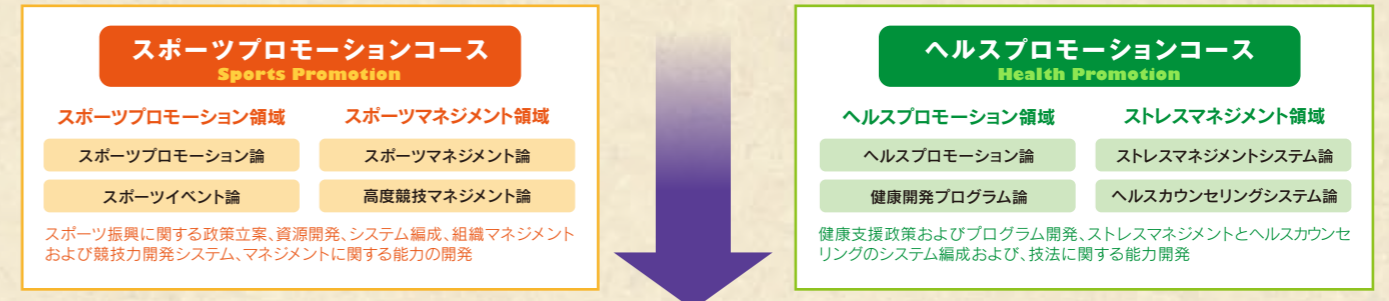 スポーツプロモーションコース
Sports Promotion
スポーツプロモーション領域
スポーツマネジメント領域
スポーツプロモーション論
スポーツマネジメント論
スポーツイベント論
高度競技マネジメント論
スポーツ振興に関する政策立案、資源開発、システム編成、組織マネジメント
および競技力開発システム、マネジメントに関する能力の開発
ヘルスプロモーションコース
Health Promotion
ヘルスプロモーション領域
ストレスマネジメント領域
ヘルスプロモーション論
ストレスマネジメントシステム論
健康開発プログラム論
ヘルスカウンセリングシステム論
健康支援政策およびプログラム開発、ストレスマネジメントとヘルスカウンセ
リングのシステム編成および、技法に関する能力開発